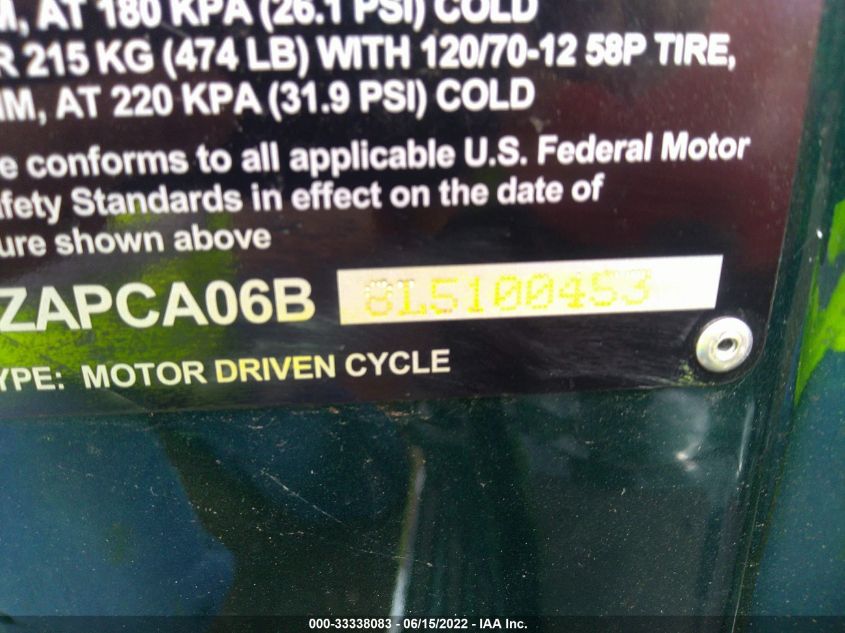 M, AT 180 KPA (26.1 PSI) COLD
R 215 KG (474 LB) WITH 120/70-12 58P TIRE,
IM, AT 220 KPA (31.9 PSI) COLD
e conforms to all applicable U.S. Federal Motor
afety Standards in effect on the date of
ure shown above
ZAPCA06B 8L5100453
YPE: MOTOR DRIVEN CYCLE
000-33338083 - 06/15/2022 - IAA Inc.